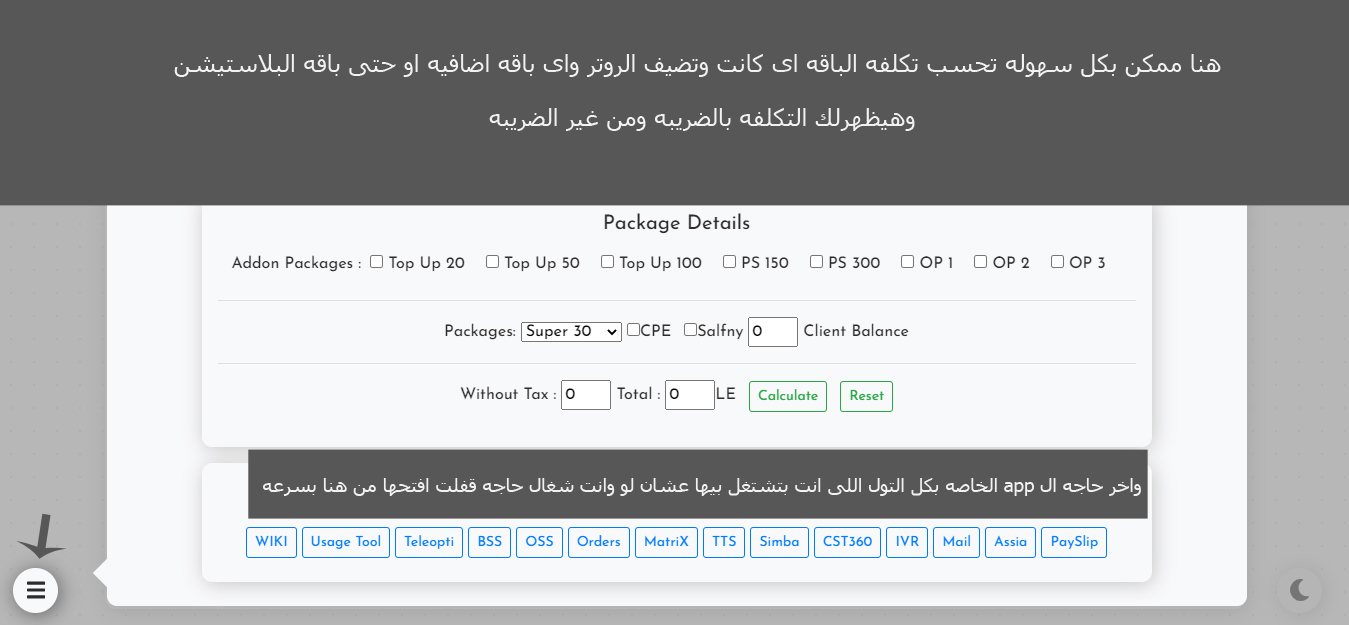 هنا ممكن بكل سهوله تحسب تكلفه الباقه اى كانت وتضيف الروتر واى باقه اضافيه او حتى باقه البلاستيشن
وهيظهرلك التكلفه بالضريبه ومن غير الضريبه
Package Details
Addon Packages : Top Up 20 Top Up 50 Top Up 100 PS 150 PS 300 OP 1 OP 2 OP 3
Packages: Super 30 CPE Salfny 0 Client Balance
Without Tax : 0 Total : 0 LE Calculate Reset
واخر حاجه ال app الخاصه بكل التول اللى انت بتشتغل بيها عشان لو وانت شغال حاجه قفلت افتحها من هنا بسرعه
WIKI Usage Tool Teleopti BSS OSS Orders MatriX TTS Simba CST360 IVR Mail Assia PaySlip